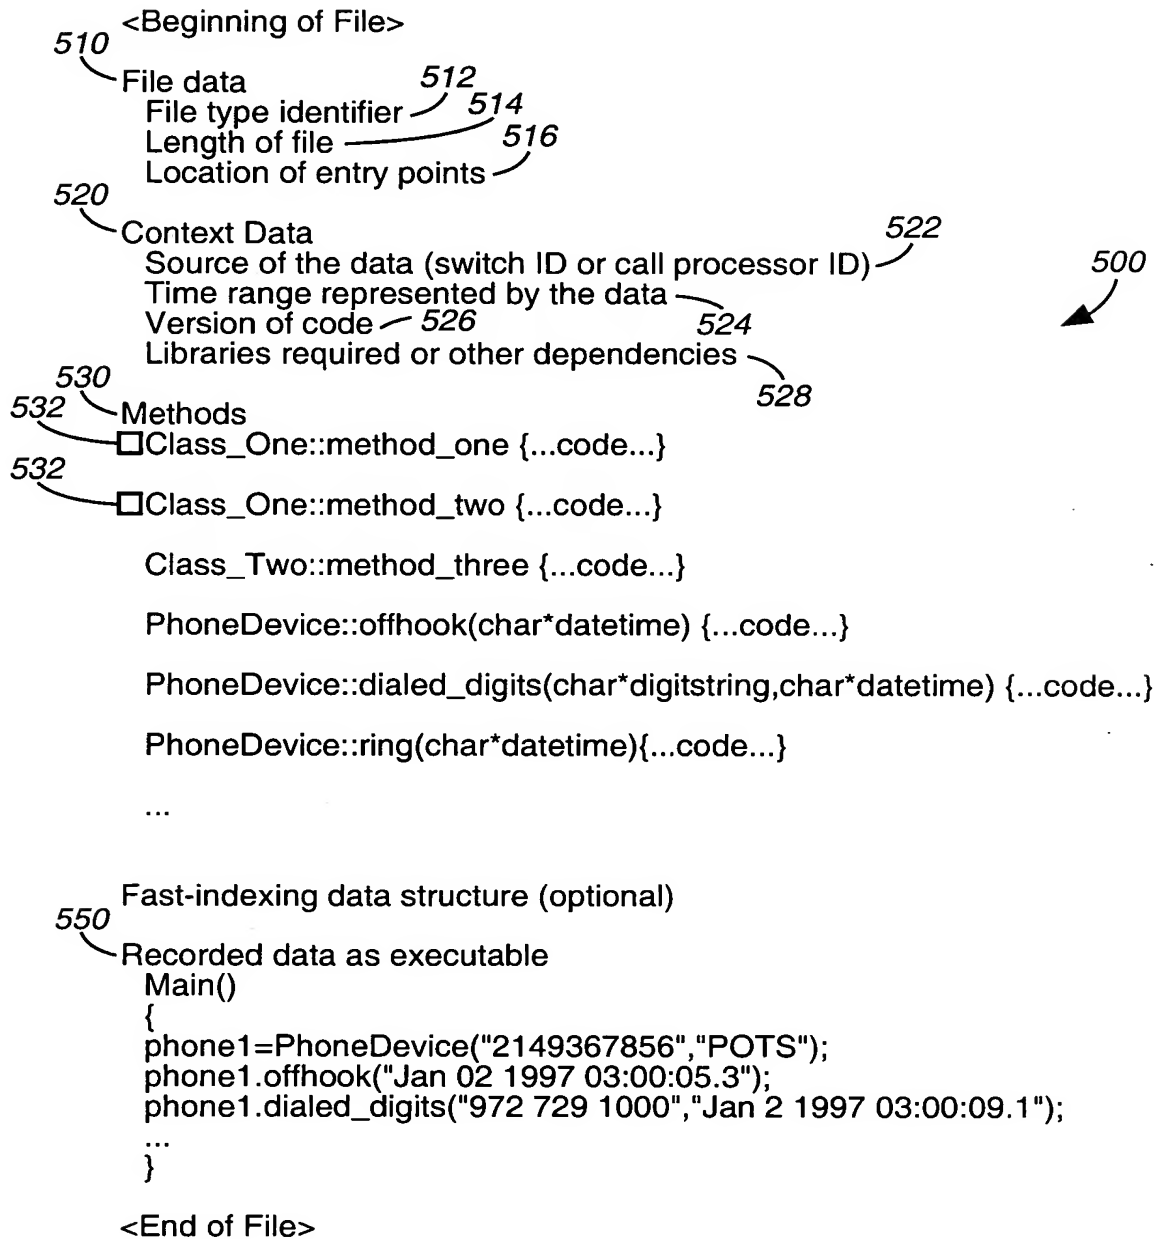 <Beginning of File>
510
File data 512
File type identifier 514
Length of file 516
Location of entry points
520
Context Data 522
Source of the data (switch ID or call processor ID) 500
Time range represented by the data
Version of code 526 524
Libraries required or other dependencies
530 528
532 Methods
Class_One::method_one {...code...}
532
Class_One::method_two {...code...}
Class_Two::method_three {...code...}
PhoneDevice::offhook(char*datetime) {...code...}
PhoneDevice::dialed_digits(char*digitstring,char*datetime) {...code...}
PhoneDevice::ring(char*datetime){...code...}
...
Fast-indexing data structure (optional)
550
Recorded data as executable
Main()
{
phone1=PhoneDevice("2149367856","POTS");
phone1.offhook("Jan 02 1997 03:00:05.3");
phone1.dialed_digits("972 729 1000","Jan 2 1997 03:00:09.1");
...
}
<End of File>